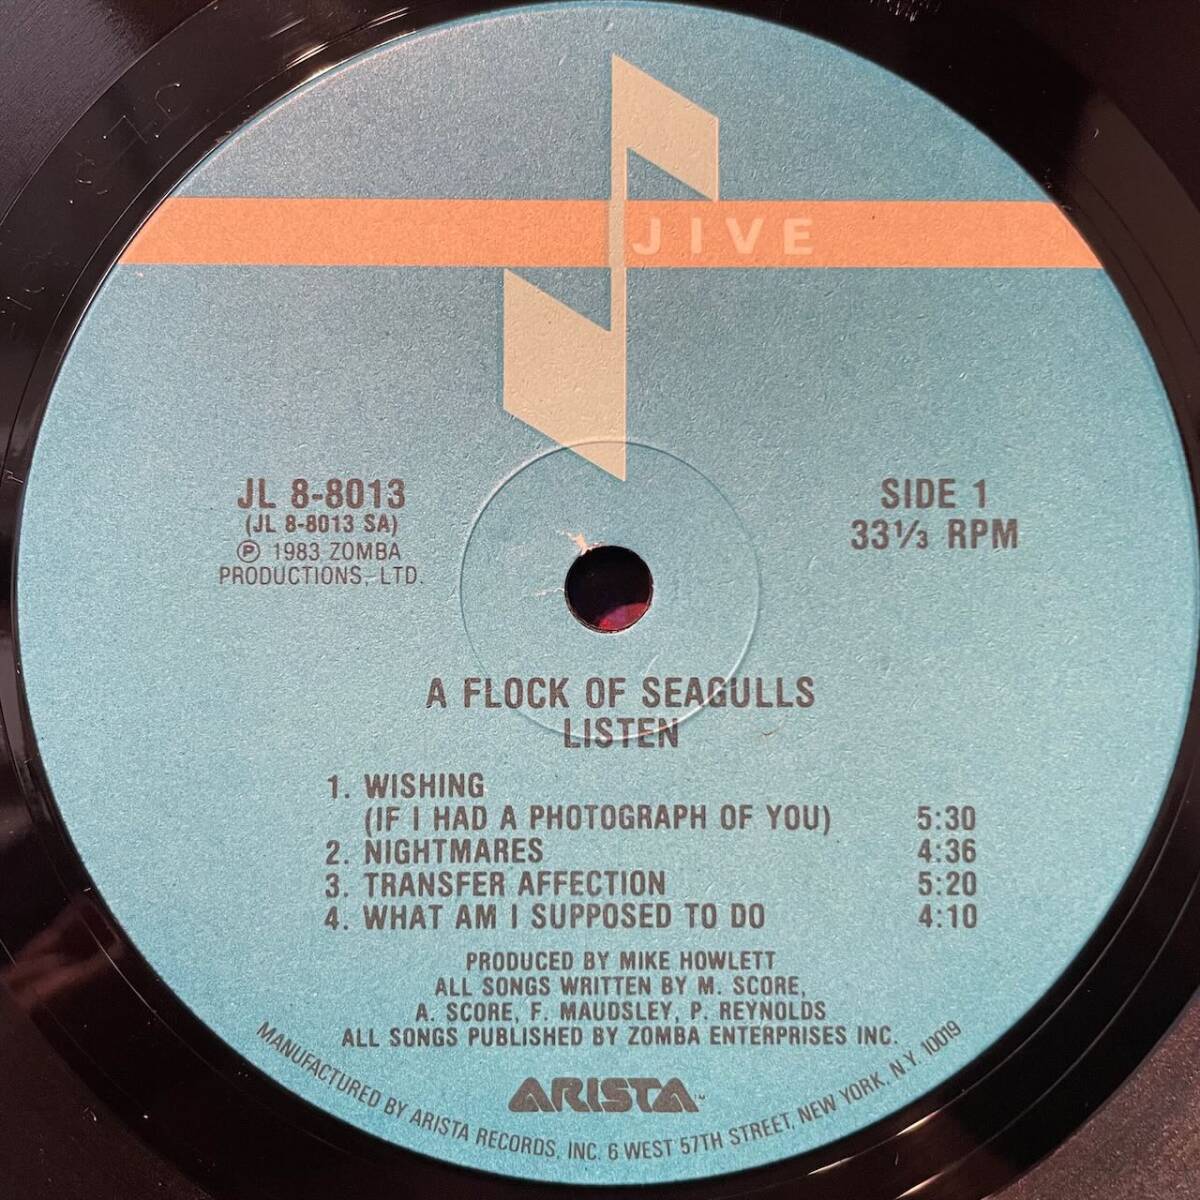 JIVE
JL 8-8013
(JL 8-8013 SA)
℗ 1983 ZOMBA
PRODUCTIONS, LTD.
SIDE 1
33⅓ RPM
A FLOCK OF SEAGULLS
LISTEN
1. WISHING
(IF I HAD A PHOTOGRAPH OF YOU) 5:30
2. NIGHTMARES 4:36
3. TRANSFER AFFECTION 5:20
4. WHAT AM I SUPPOSED TO DO 4:10
PRODUCED BY MIKE HOWLETT
ALL SONGS WRITTEN BY M. SCORE,
A. SCORE, F. MAUDSLEY, P. REYNOLDS
ALL SONGS PUBLISHED BY ZOMBA ENTERPRISES INC.
ARISTA™
MANUFACTURED BY ARISTA RECORDS, INC. 6 WEST 57TH STREET, NEW YORK, N.Y. 10019